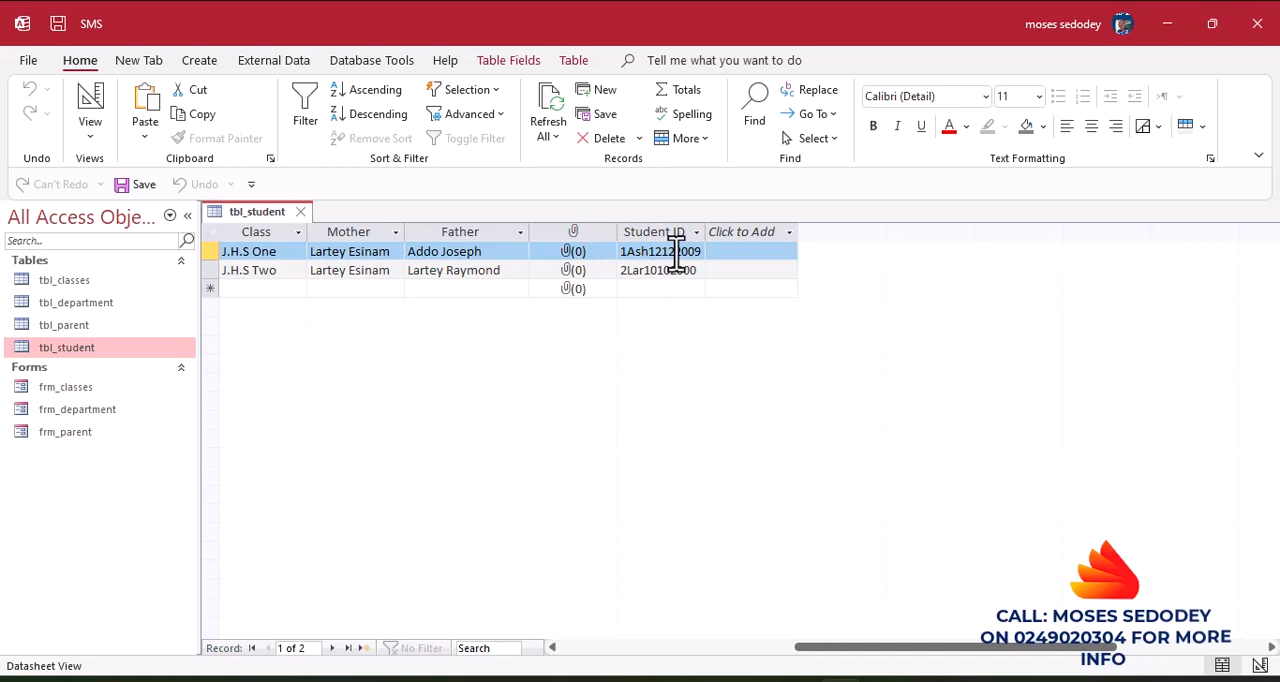 SMS
moses sedodey
File Home New Tab Create External Data Database Tools Help Table Fields Table Tell me what you want to do
Undo
View
Views
Paste
Cut
Copy
Format Painter
Clipboard
Filter
Ascending
Descending
Remove Sort
Selection
Advanced
Toggle Filter
Sort & Filter
Refresh
All
New
Save
Delete
Totals
Spelling
More
Records
Find
Replace
Go To
Select
Find
Calibri (Detail) 11
B I U A
Text Formatting
Can't Redo Save Undo
All Access Obje...
Search...
Tables
tbl_classes
tbl_department
tbl_parent
tbl_student
Forms
frm_classes
frm_department
frm_parent
tbl_student
Class Mother Father Student ID Click to Add
J.H.S One Lartey Esinam Addo Joseph (0)
J.H.S Two Lartey Esinam Lartey Raymond (0)
(0)
Record: 1 of 2 No Filter Search
Datasheet View
CALL: MOSES SEDODEY
ON 0249020304 FOR MORE
INFO